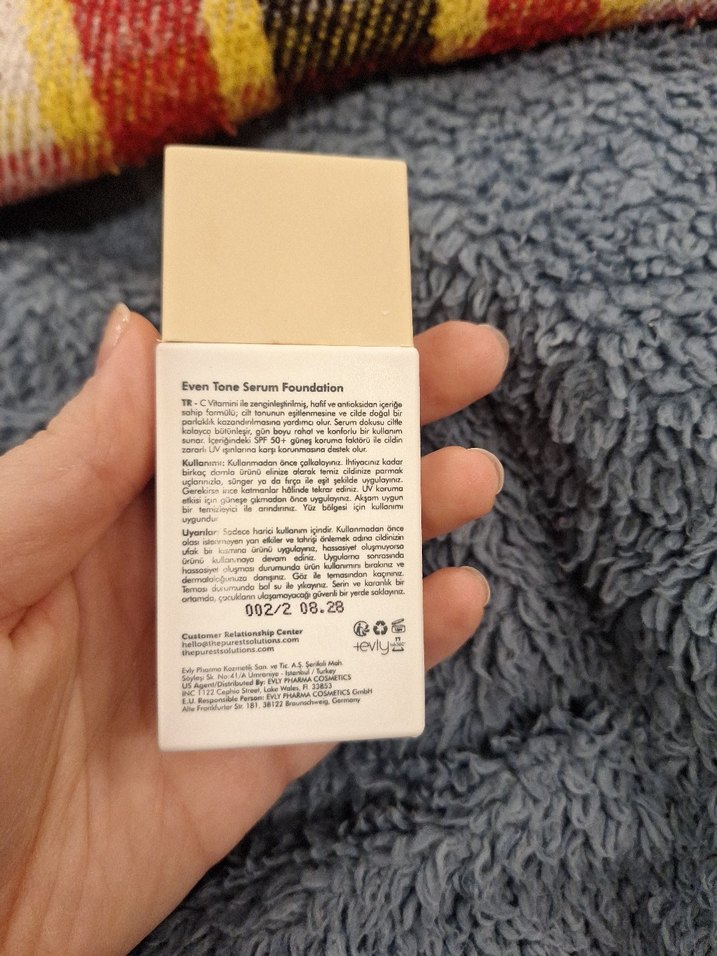 Even Tone Serum Foundation
TR - C Vitamini ile zenginleştirilmiş, hafif ve antioksidan içeriğe
sahip formülü; cilt tonunun eşitlenmesine ve cilde doğal bir
parlaklık kazandırılmasına yardımcı olur. Serum dokusu ciltle
kolayca bütünleşir, gün boyu rahat ve konforlu bir kullanım
sunar. İçeriğindeki SPF 50+ güneş koruma faktörü ile cildin
zararlı UV ışınlarına karşı korunmasına destek olur.
Kullanımı: Kullanmadan önce çalkalayınız. İhtiyacınız kadar
birkaç damla ürünü elinize alarak temiz cildinize parmak
uçlarınızla, sünger ya da fırça ile eşit şekilde uygulayınız.
Gerekirse ince katmanlar hâlinde tekrar ediniz. UV koruma
etkisi için güneşe çıkmadan önce uygulayınız. Akşam uygun
bir temizleyici ile arındırınız. Yüz bölgesi için kullanımı
uygundur
Uyarılar: Sadece harici kullanım içindir. Kullanmadan önce
olası istenmeyen yan etkiler ve tahrişi önlemek adına cildinizin
ufak bir kısmına ürünü uygulayınız, hassasiyet oluşmuyorsa
ürünü kullanmaya devam ediniz. Uygulama sonrasında
hassasiyet oluşması durumunda ürün kullanımını bırakınız ve
dermatoloğunuza danışınız. Göz ile temasından kaçınınız.
Teması durumunda bol su ile yıkayınız. Serin ve karanlık bir
ortamda, çocukların ulaşamayacağı güvenli bir yerde saklayınız.
002/2 08.28
Customer Relationship Center
hello@thepurestsolutions.com
thepurestsolutions.com
+evly
Evly Pharma Kozmetik San. ve Tic. A.Ş. Şerifali Mah.
Söyleşi Sk. No:41/A Ümraniye - Istanbul / Turkey
US Agent/Distributed By: EVLY PHARMA COSMETICS
INC 1122 Cephia Street, Lake Wales, Fl, 33853
E.U. Responsible Person: EVLY PHARMA COSMETICS GmbH
Alte Frankfurter Str. 181, 38122 Braunschweig, Germany